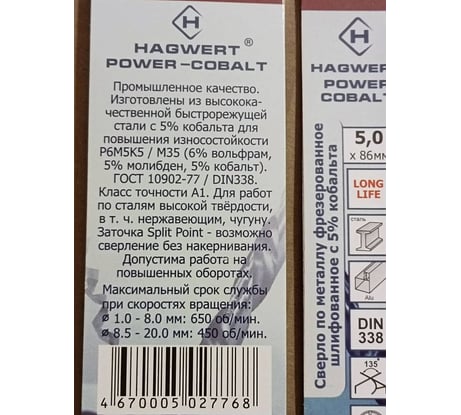 HAGWERT®
POWER-COBALT
Промышленное качество.
Изготовлены из высокока-
чественной быстрорежущей
стали с 5% кобальта для
повышения износостойкости
Р6М5К5 / М35 (6% вольфрам,
5% молибден, 5% кобальт).
ГОСТ 10902-77 / DIN338.
Класс точности А1. Для работ
по сталям высокой твёрдости,
в т. ч. нержавеющим, чугуну.
Заточка Split Point - возможно
сверление без накернивания.
Допустима работа на
повышенных оборотах.
Максимальный срок службы
при скоростях вращения:
ø 1.0 - 8.0 мм: 650 об/мин.
ø 8.5 - 20.0 мм: 450 об/мин.
4 670005 027768
HAGWERT
POWER
COBALT
Сверло по металлу фрезерованное
шлифованное с 5% кобальта
5,0
x 86мм
LONG
LIFE
сталь
Alu
DIN
338
135°